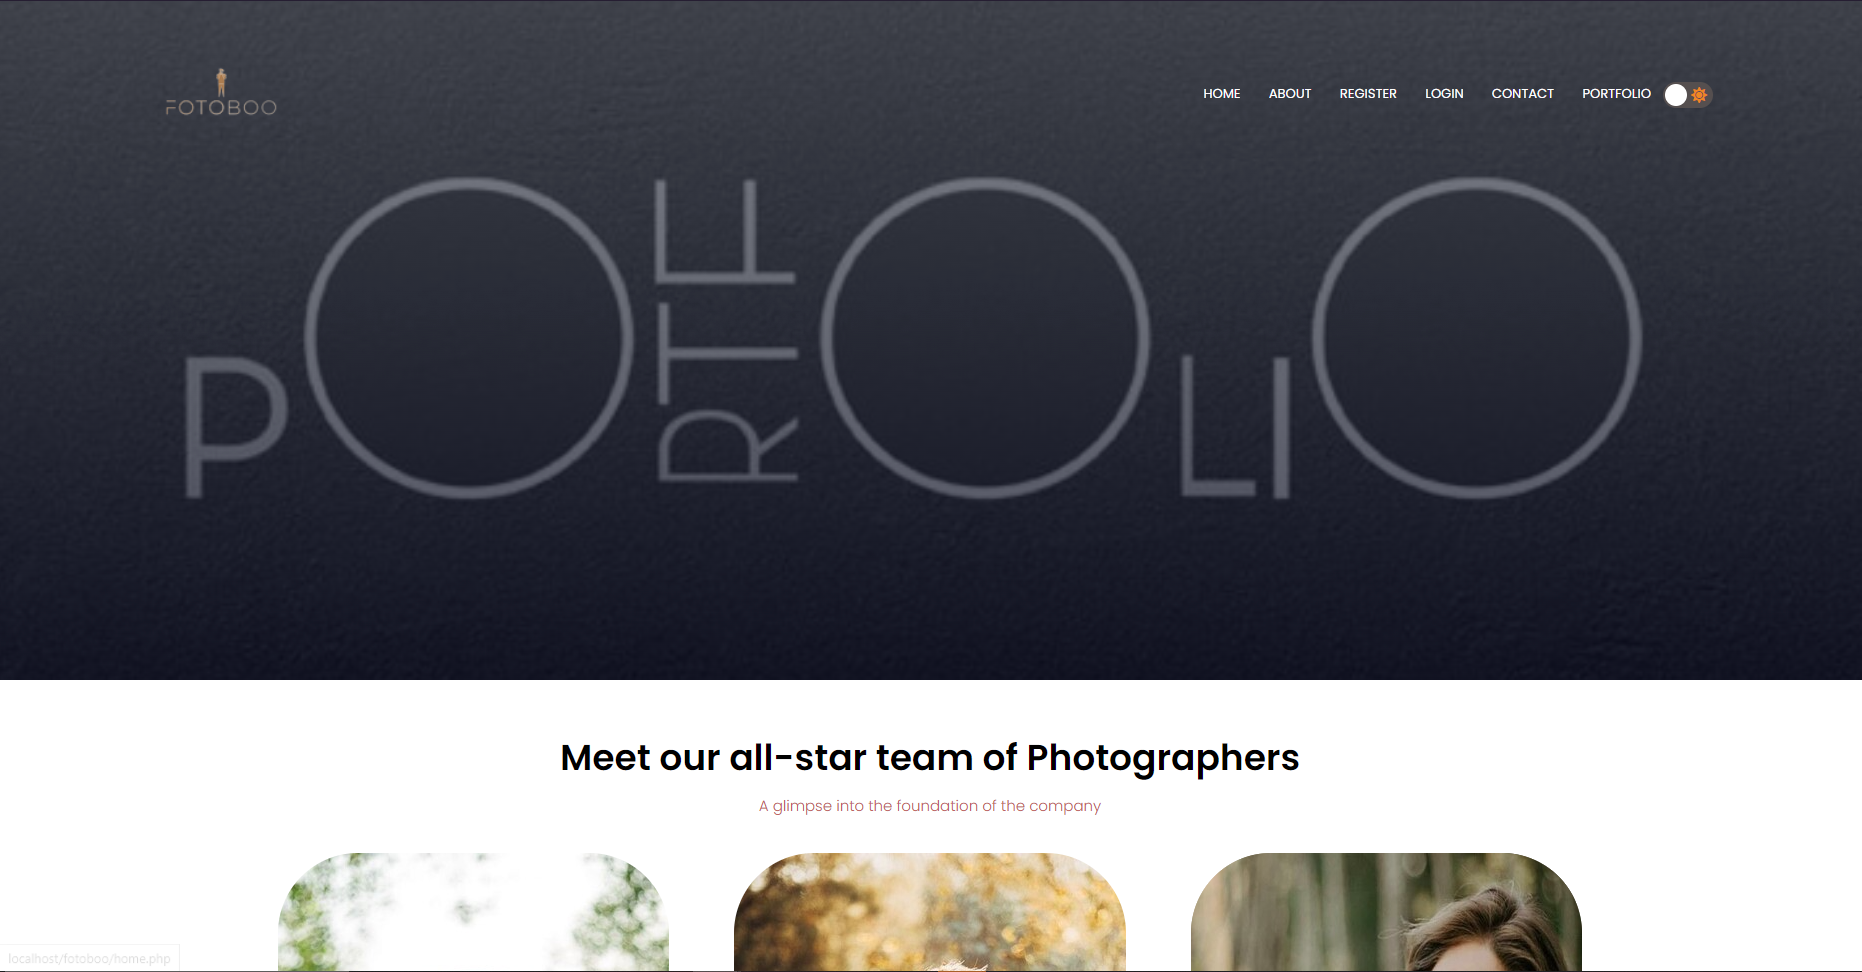 FOTOBOO
HOME ABOUT REGISTER LOGIN CONTACT PORTFOLIO
PORTFOLIO
Meet our all-star team of Photographers
A glimpse into the foundation of the company
localhost/fotoboo/home.php